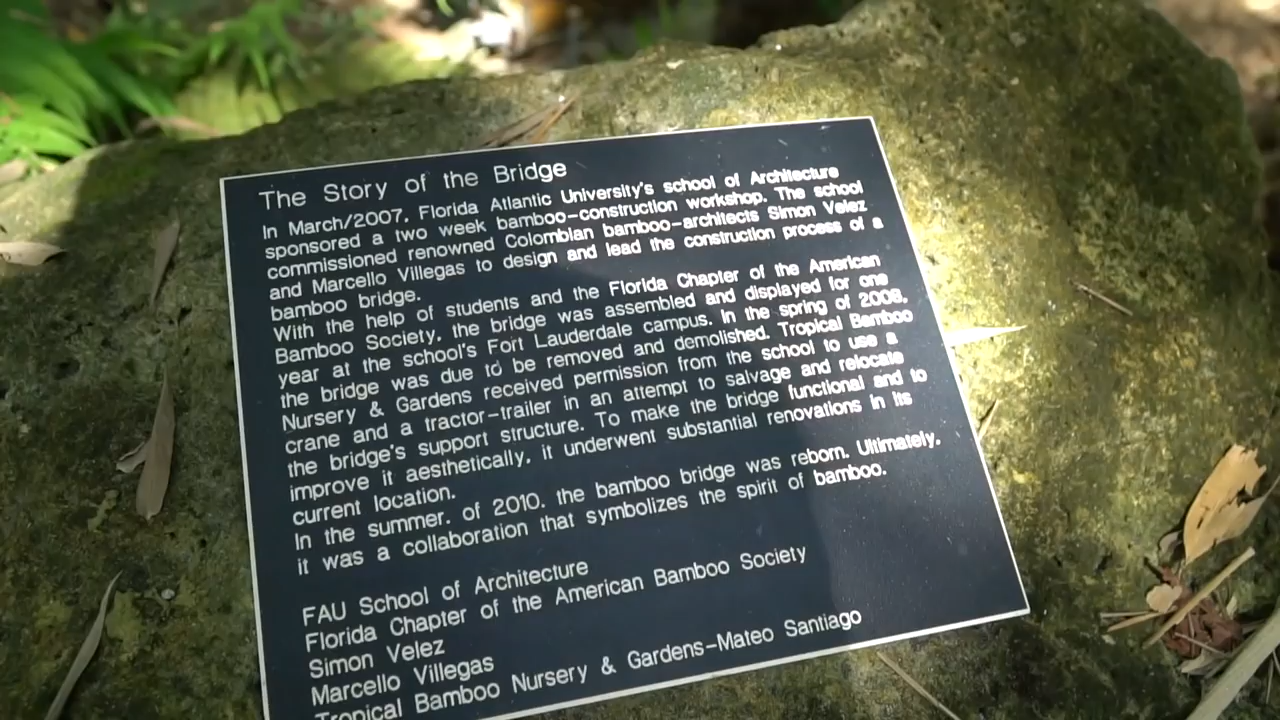 The Story of the Bridge
In March/2007, Florida Atlantic University's school of Architecture
sponsored a two week bamboo-construction workshop. The school
commissioned renowned Colombian bamboo-architects Simon Velez
and Marcello Villegas to design and lead the construction process of a
bamboo bridge.
With the help of students and the Florida Chapter of the American
Bamboo Society, the bridge was assembled and displayed for one
year at the school's Fort Lauderdale campus. In the spring of 2008,
the bridge was due to be removed and demolished. Tropical Bamboo
Nursery & Gardens received permission from the school to use a
crane and a tractor-trailer in an attempt to salvage and relocate
the bridge's support structure. To make the bridge functional and to
improve it aesthetically, it underwent substantial renovations in its
current location.
In the summer, of 2010, the bamboo bridge was reborn. Ultimately,
it was a collaboration that symbolizes the spirit of bamboo.
FAU School of Architecture
Florida Chapter of the American Bamboo Society
Simon Velez
Marcello Villegas
Tropical Bamboo Nursery & Gardens-Mateo Santiago